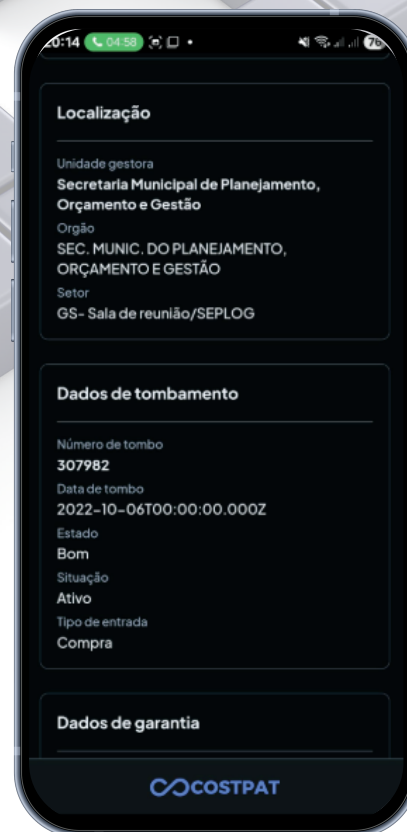 20:14 04:58 76
Localização
Unidade gestora
Secretaria Municipal de Planejamento,
Orçamento e Gestão
Orgão
SEC. MUNIC. DO PLANEJAMENTO,
ORÇAMENTO E GESTÃO
Setor
GS- Sala de reunião/SEPLOG
Dados de tombamento
Número de tombo
307982
Data de tombo
2022-10-06T00:00:00.000Z
Estado
Bom
Situação
Ativo
Tipo de entrada
Compra
Dados de garantia
COSTPAT